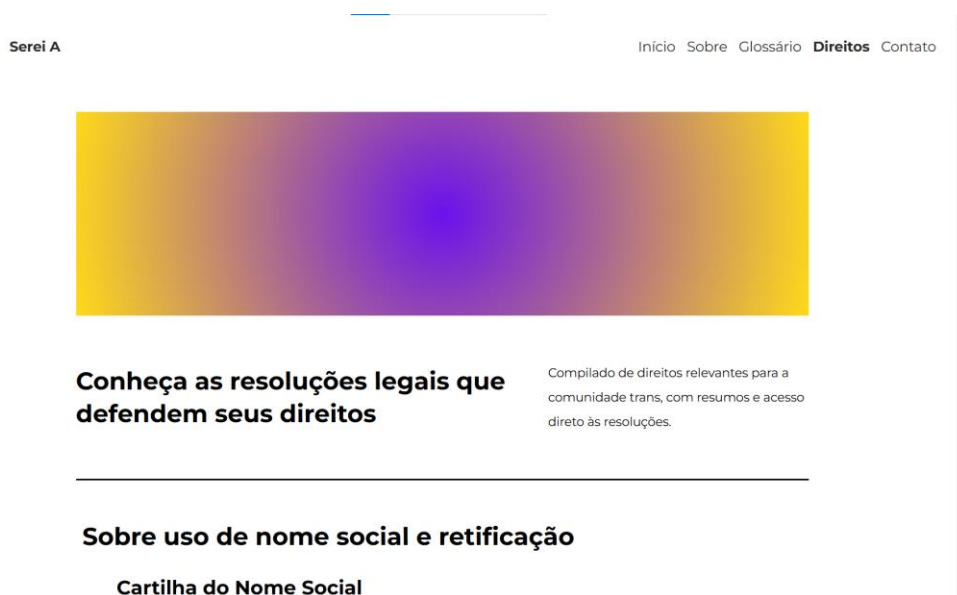 Serei A
Início Sobre Glossário Direitos Contato
Conheça as resoluções legais que
defendem seus direitos
Compilado de direitos relevantes para a
comunidade trans, com resumos e acesso
direto às resoluções.
Sobre uso de nome social e retificação
Cartilha do Nome Social